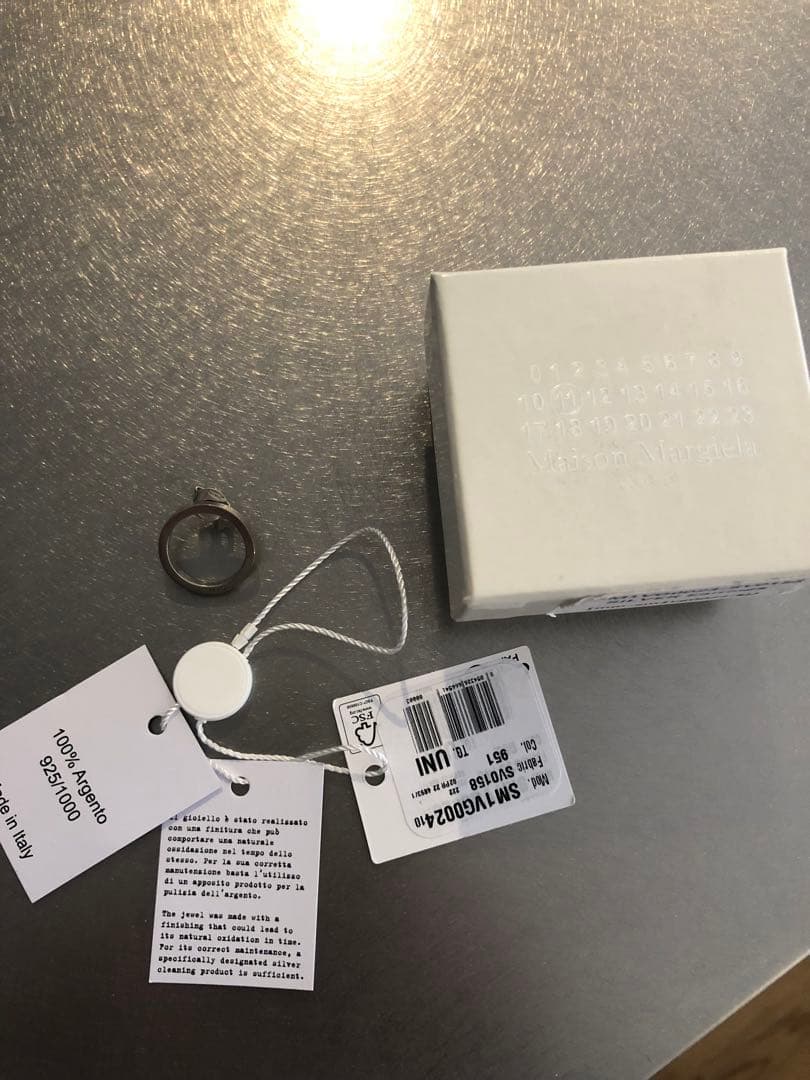 0 1 2 3 4 5 6 7 8 9
10 11 12 13 14 15 16
17 18 19 20 21 22 23
Maison Margiela
PARIS
100% Argento
925/1000
Made in Italy
gioiello è stato realizzato
con una finitura che può
comportare una naturale
ossidazione nel tempo dello
stesso. Per la sua corretta
manutenzione basta l'utilizzo
di un apposito prodotto per la
pulizia dell'argento.
The jewel was made with a
finishing that could lead to
its natural oxidation in time.
For its correct maintenance, a
specifically designated silver
cleaning product is sufficient.
FSC
Mod. SM1VG0024 10
Fabric SV0158 222
Col. 951
TG. UNI